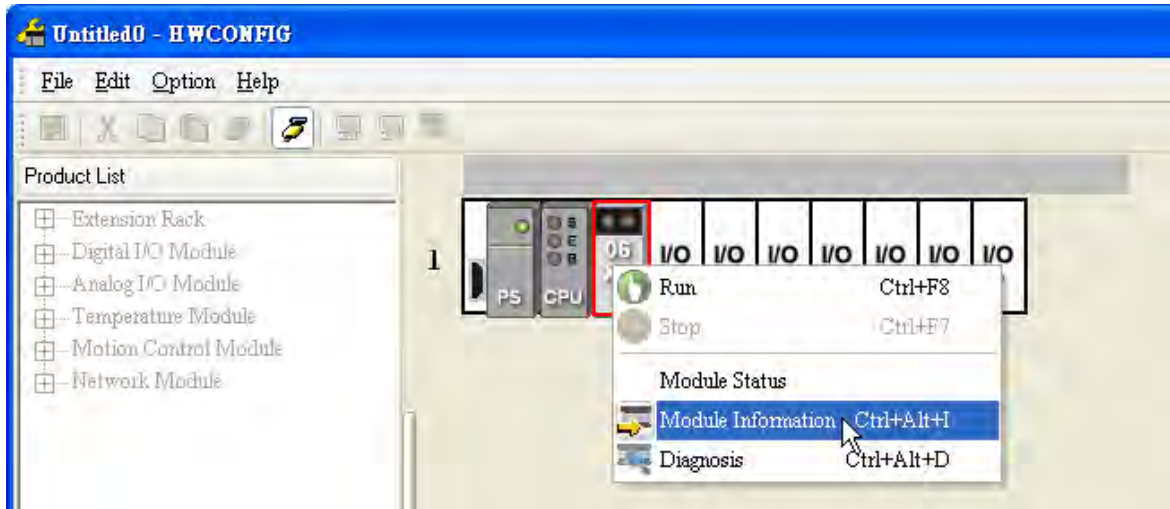 Untitled0 - HWCONFIG
File Edit Option Help
Product List
Extension Rack
Digital I/O Module
Analog I/O Module
Temperature Module
Motion Control Module
Network Module
1
PS
CPU
S
E
B
06
I/O I/O I/O I/O I/O I/O I/O
Run Ctrl+F8
Stop Ctrl+F7
Module Status
Module Information Ctrl+Alt+I
Diagnosis Ctrl+Alt+D